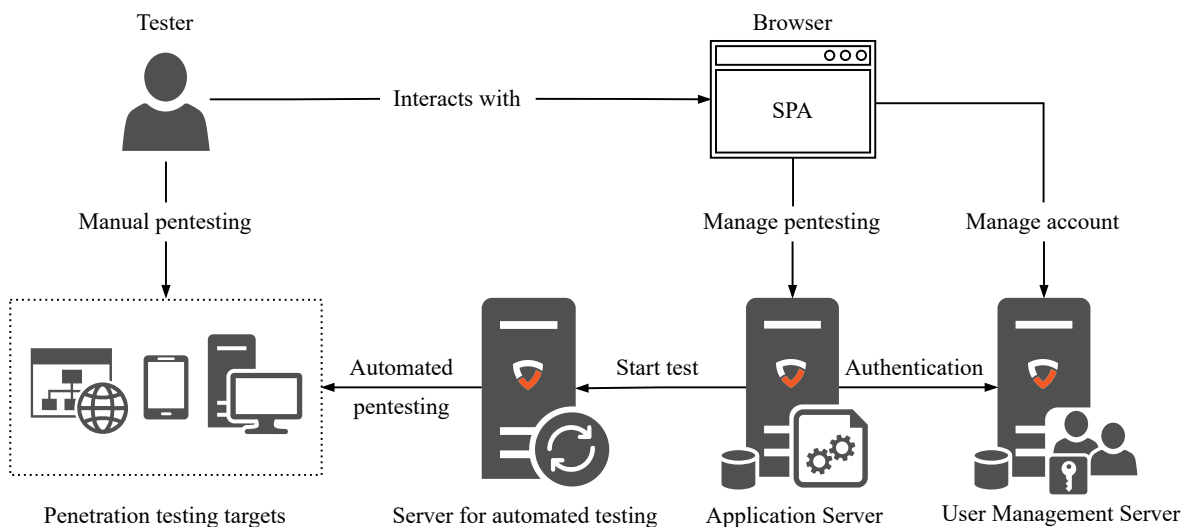 Tester
Browser
Interacts with
SPA
Manual pentesting
Manage pentesting
Manage account
Automated
pentesting
Start test
Authentication
Penetration testing targets
Server for automated testing
Application Server
User Management Server